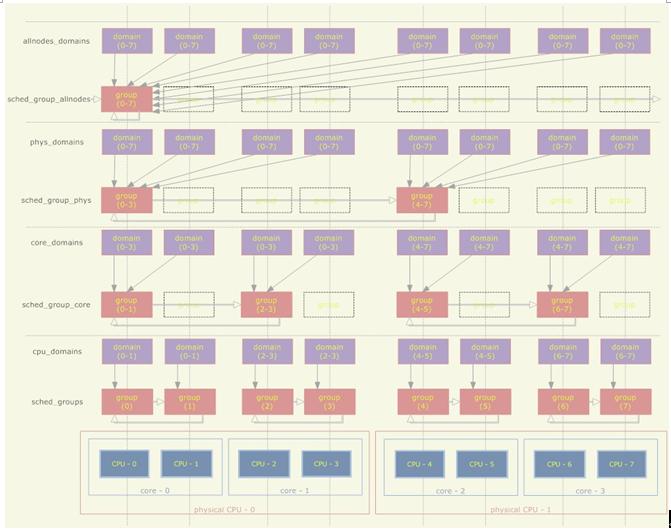 allnodes_domains
domain (0-7) domain (0-7) domain (0-7) domain (0-7) domain (0-7) domain (0-7) domain (0-7) domain (0-7)
sched_group_allnodes
group (0-7) group group group group group group group
phys_domains
domain (0-7) domain (0-7) domain (0-7) domain (0-7) domain (0-7) domain (0-7) domain (0-7) domain (0-7)
sched_group_phys
group (0-3) group group group group (4-7) group group group
core_domains
domain (0-3) domain (0-3) domain (0-3) domain (0-3) domain (4-7) domain (4-7) domain (4-7) domain (4-7)
sched_group_core
group (0-1) group group (2-3) group group (4-5) group group (6-7) group
cpu_domains
domain (0-1) domain (0-1) domain (2-3) domain (2-3) domain (4-5) domain (4-5) domain (6-7) domain (6-7)
sched_groups
group (0) group (1) group (2) group (3) group (4) group (5) group (6) group (7)
CPU - 0 CPU - 1 CPU - 2 CPU - 3 CPU - 4 CPU - 5 CPU - 6 CPU - 7
core - 0 core - 1 core - 2 core - 3
physical CPU - 0 physical CPU - 1